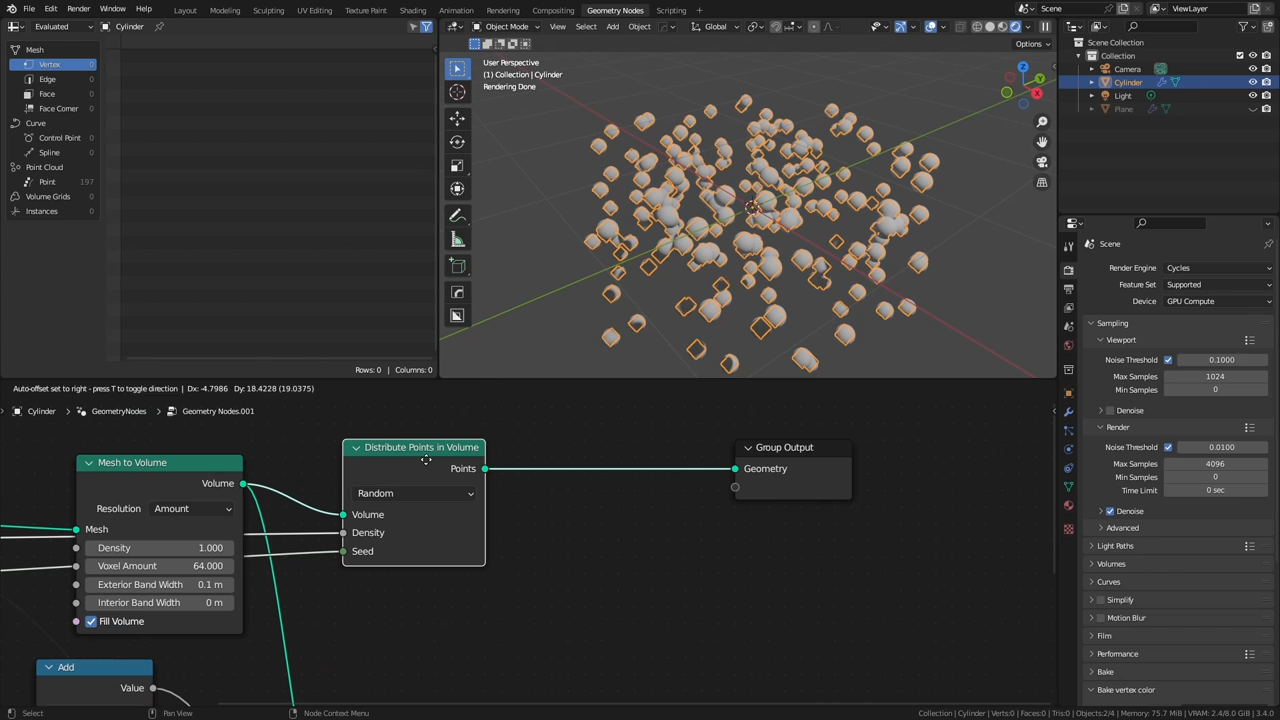 File Edit Render Window Help Layout Modeling Sculpting UV Editing Texture Paint Shading Animation Rendering Compositing Geometry Nodes Scripting Scene ViewLayer
Evaluated Cylinder
Object Mode View Select Add Object Global
Options
Mesh
Vertex 0
Edge 0
Face 0
Face Corner 0
Curve
Control Point 0
Spline 0
Point Cloud
Point 197
Volume Grids 0
Instances 0
Rows: 0 | Columns: 0
User Perspective
(1) Collection | Cylinder
Rendering Done
Z
Y
X
Scene Collection
Collection
Camera
Cylinder
Light
Plane
Scene
Render Engine Cycles
Feature Set Supported
Device GPU Compute
Sampling
Viewport
Noise Threshold 0.1000
Max Samples 1024
Min Samples 0
Denoise
Render
Noise Threshold 0.0100
Max Samples 4096
Min Samples 0
Time Limit 0 sec
Denoise
Advanced
Light Paths
Volumes
Curves
Simplify
Motion Blur
Film
Performance
Bake
Bake vertex color
Auto-offset set to right - press T to toggle direction | Dx: -4.7986 Dy: 18.4228 (19.0375)
Cylinder GeometryNodes Geometry Nodes.001
Mesh to Volume
Volume
Resolution Amount
Mesh
Density 1.000
Voxel Amount 64.000
Exterior Band Width 0.1 m
Interior Band Width 0 m
Fill Volume
Add
Value
Distribute Points in Volume
Points
Random
Volume
Density
Seed
Group Output
Geometry
Select Pan View Node Context Menu
Collection | Cylinder | Verts:0 | Faces:0 | Tris:0 | Objects:2/4 | Memory: 75.7 MiB | VRAM: 2.4/8.0 GiB | 3.4.0